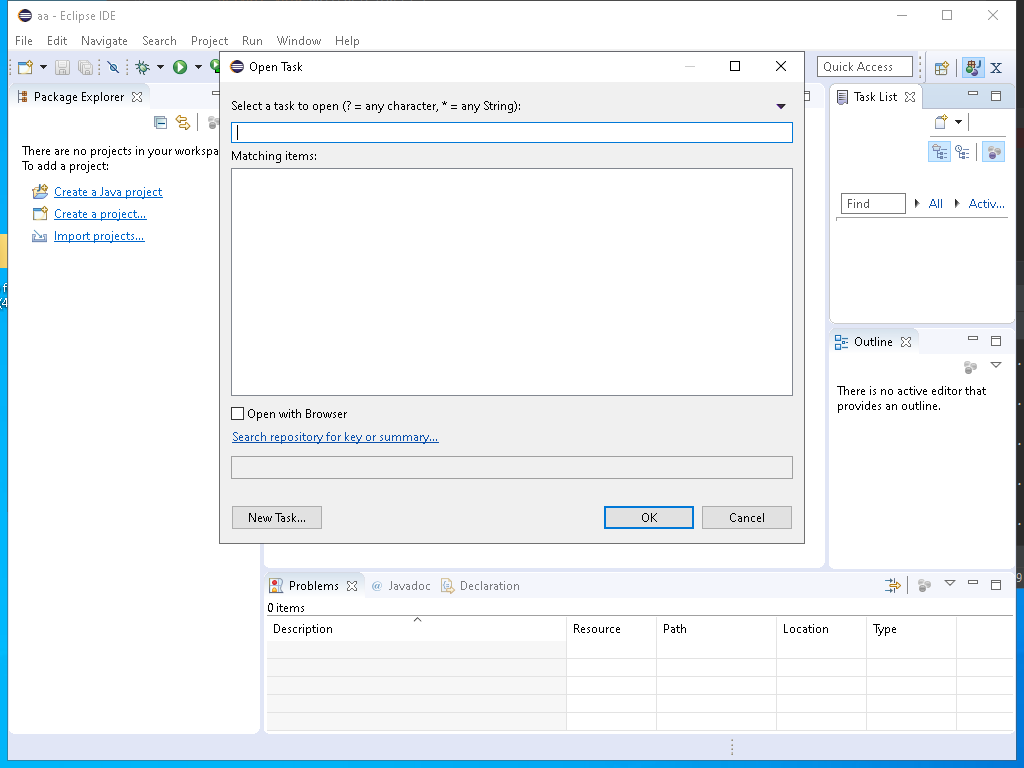 aa - Eclipse IDE
File Edit Navigate Search Project Run Window Help
Quick Access
Package Explorer
There are no projects in your workspa
To add a project:
Create a Java project
Create a project...
Import projects...
Open Task
Select a task to open (? = any character, * = any String):
Matching items:
Open with Browser
Search repository for key or summary...
New Task...
OK
Cancel
Task List
Find
All
Activ...
Outline
There is no active editor that
provides an outline.
Problems
@ Javadoc
Declaration
0 items
Description Resource Path Location Type